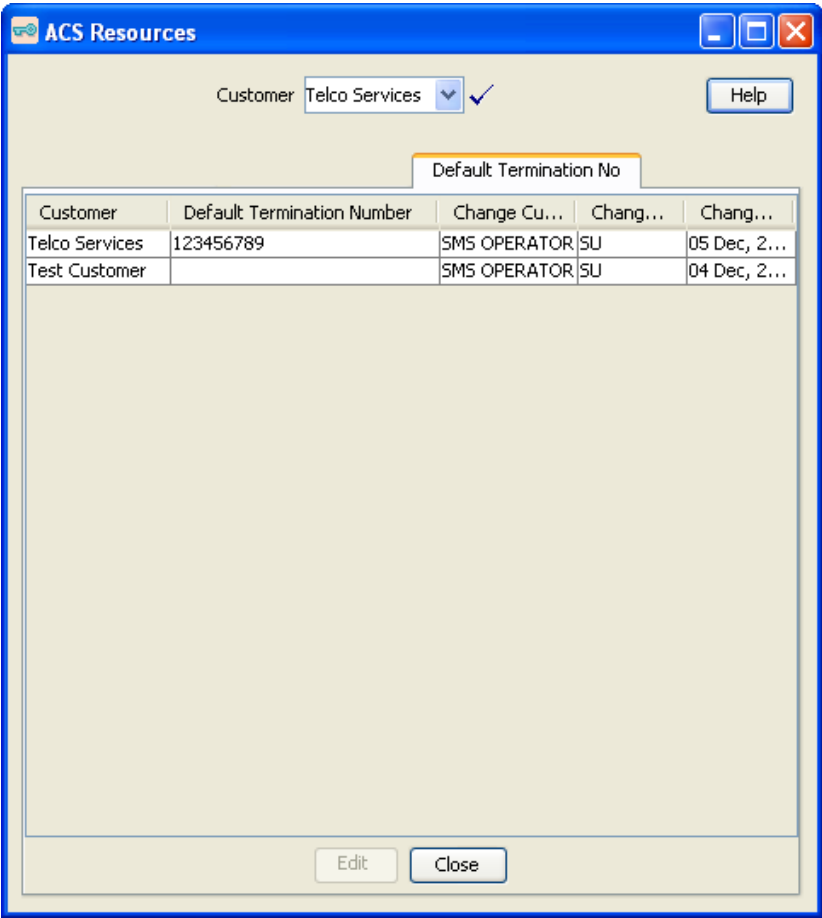 ACS Resources
Customer Telco Services Help
Default Termination No
Customer Default Termination Number Change Cu... Chang... Chang...
Telco Services 123456789 SMS OPERATOR SU 05 Dec, 2...
Test Customer SMS OPERATOR SU 04 Dec, 2...
Edit Close